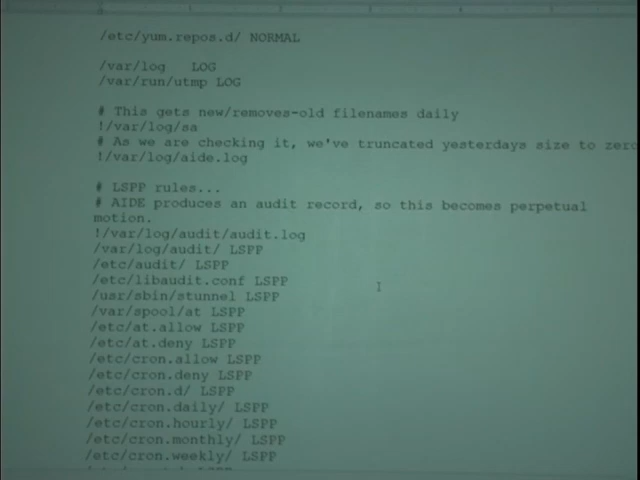 /etc/yum.repos.d/ NORMAL
/var/log LOG
/var/run/utmp LOG
# This gets new/removes-old filenames daily
!/var/log/sa
# As we are checking it, we've truncated yesterdays size to zero
!/var/log/aide.log
# LSPP rules...
# AIDE produces an audit record, so this becomes perpetual
motion.
!/var/log/audit/audit.log
/var/log/audit/ LSPP
/etc/audit/ LSPP
/etc/libaudit.conf LSPP
/usr/sbin/stunnel LSPP
/var/spool/at LSPP
/etc/at.allow LSPP
/etc/at.deny LSPP
/etc/cron.allow LSPP
/etc/cron.deny LSPP
/etc/cron.d/ LSPP
/etc/cron.daily/ LSPP
/etc/cron.hourly/ LSPP
/etc/cron.monthly/ LSPP
/etc/cron.weekly/ LSPP